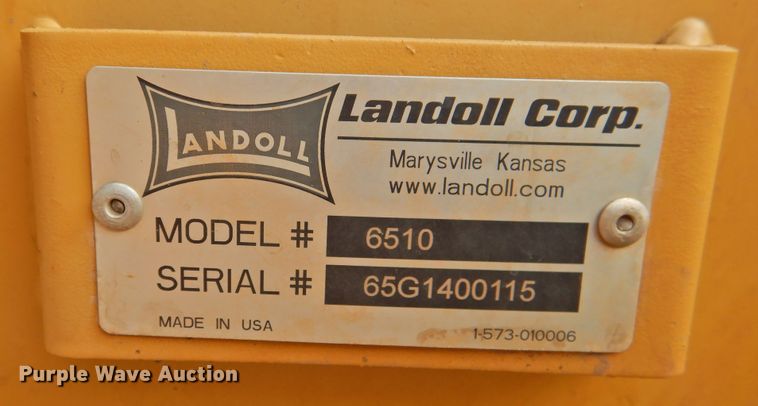 LANDOLL
Landoll Corp.
Marysville Kansas
www.landoll.com
MODEL # 6510
SERIAL # 65G1400115
MADE IN USA 1-573-010006
Purple Wave Auction